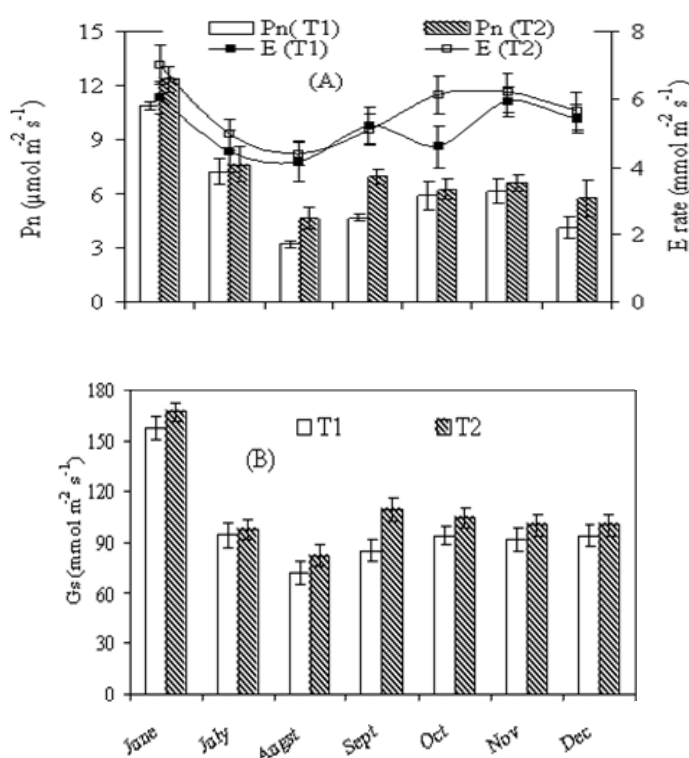 Pn( T1)
Pn (T2)
E (T1)
E (T2)
(A)
15
12
9
6
3
0
Pn (μmol m⁻² s⁻¹)
8
6
4
2
0
E rate (mmol m⁻² s⁻¹)
180
150
120
90
60
30
0
Gs (mmol m⁻² s⁻¹)
T1
T2
(B)
June
July
Augst
Sept
Oct
Nov
Dec